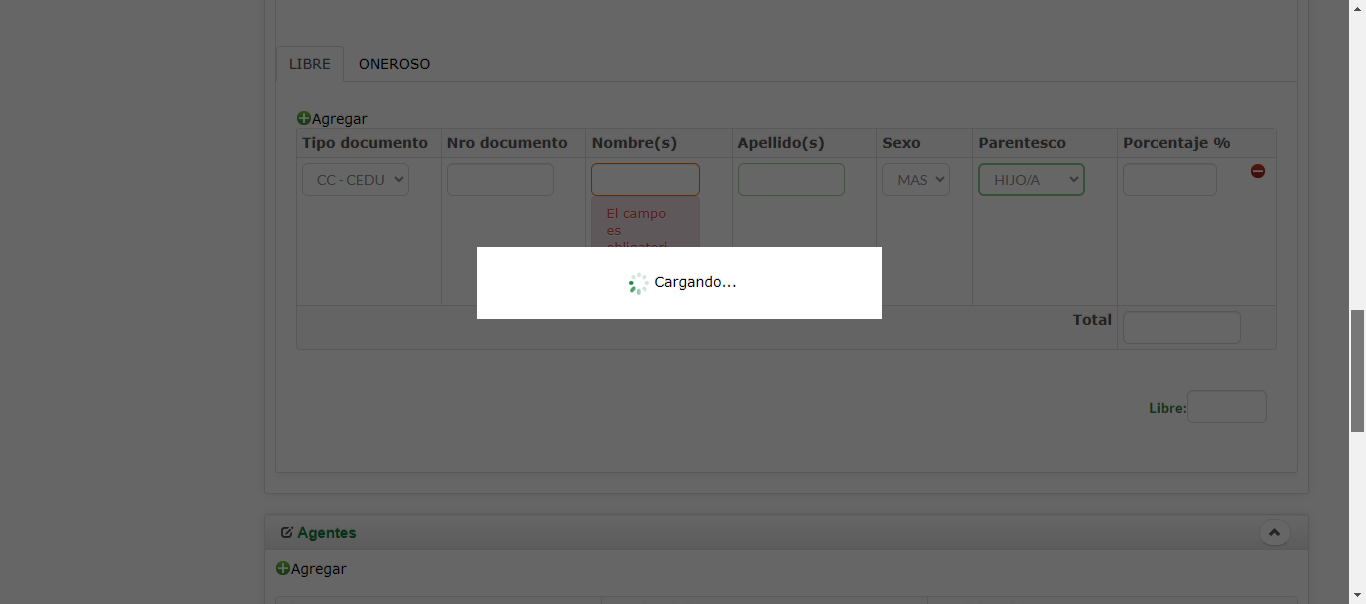 LIBRE ONEROSO
Agregar
Tipo documento Nro documento Nombre(s) Apellido(s) Sexo Parentesco Porcentaje %
CC - CEDU MAS HIJO/A
El campo
es
obligatori
Cargando...
Total
Libre:
Agentes
Agregar